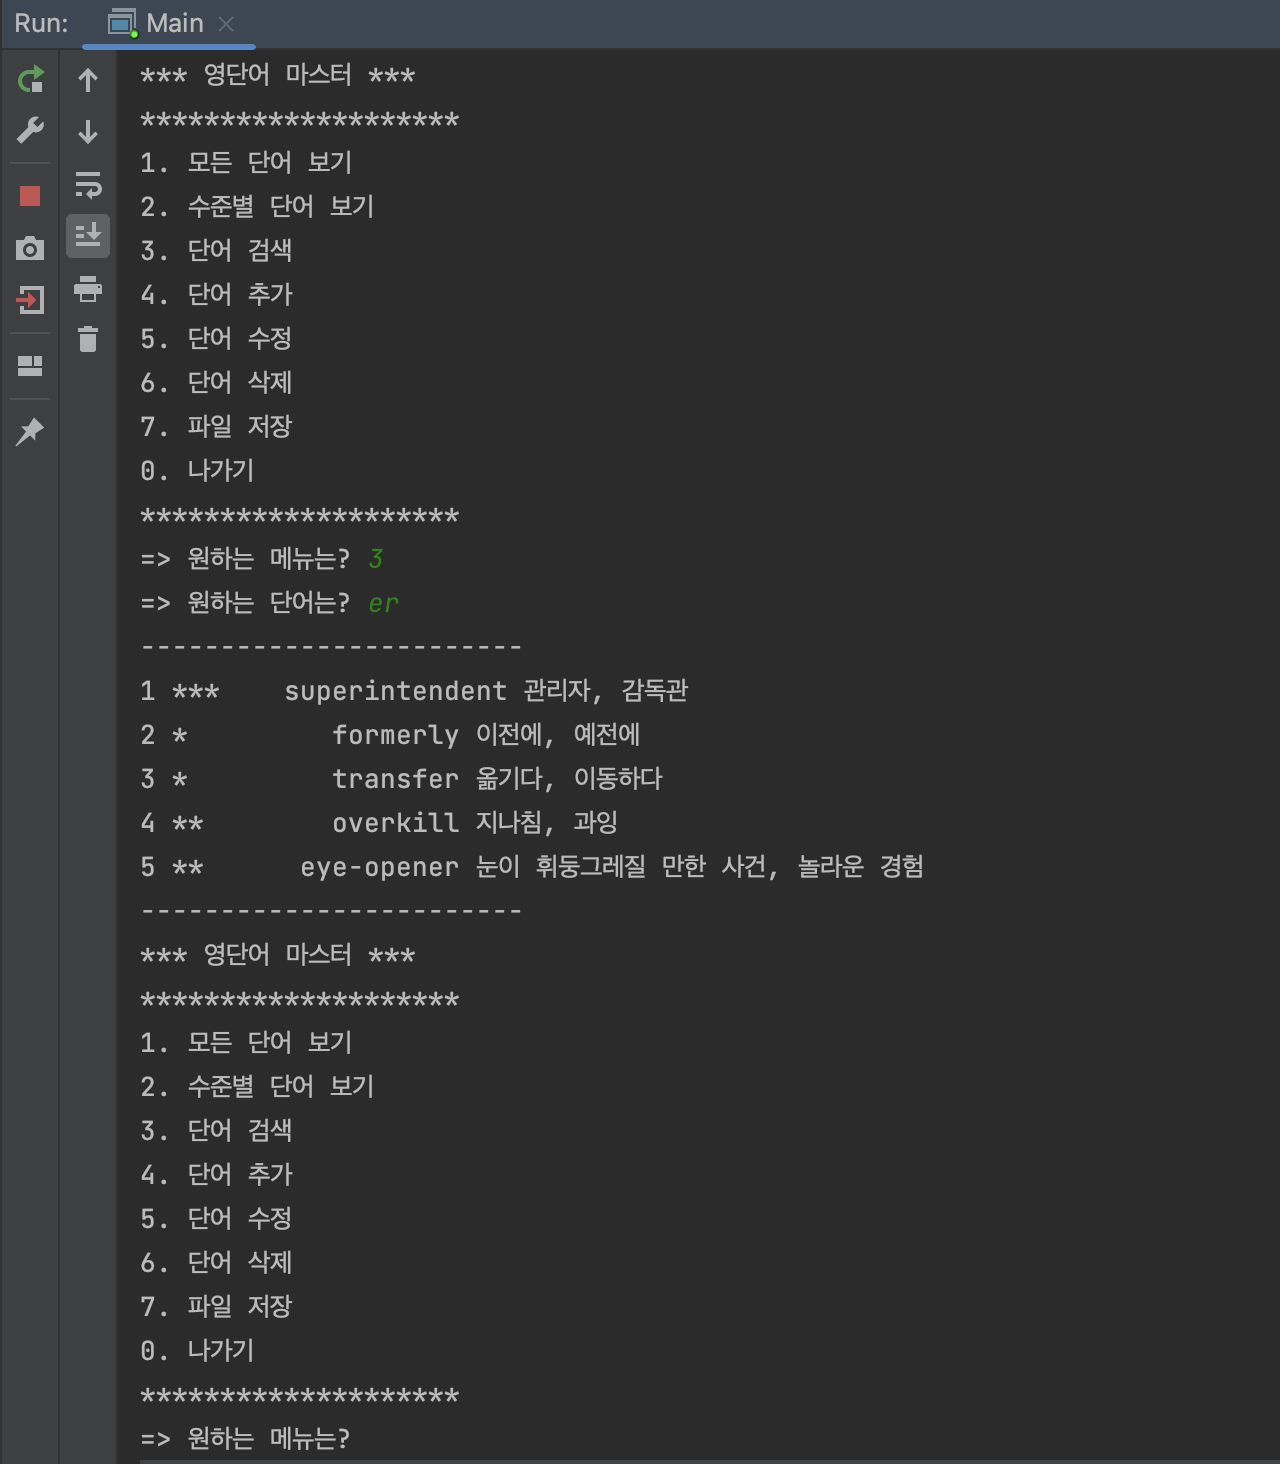 Run: Main
*** 영단어 마스터 ***
********************
1. 모든 단어 보기
2. 수준별 단어 보기
3. 단어 검색
4. 단어 추가
5. 단어 수정
6. 단어 삭제
7. 파일 저장
0. 나가기
********************
=> 원하는 메뉴는? 3
=> 원하는 단어는? er
------------------------
1 ***    superintendent 관리자, 감독관
2 *         formerly 이전에, 예전에
3 *         transfer 옮기다, 이동하다
4 **        overkill 지나침, 과잉
5 **      eye-opener 눈이 휘둥그레질 만한 사건, 놀라운 경험
------------------------
*** 영단어 마스터 ***
********************
1. 모든 단어 보기
2. 수준별 단어 보기
3. 단어 검색
4. 단어 추가
5. 단어 수정
6. 단어 삭제
7. 파일 저장
0. 나가기
********************
=> 원하는 메뉴는?